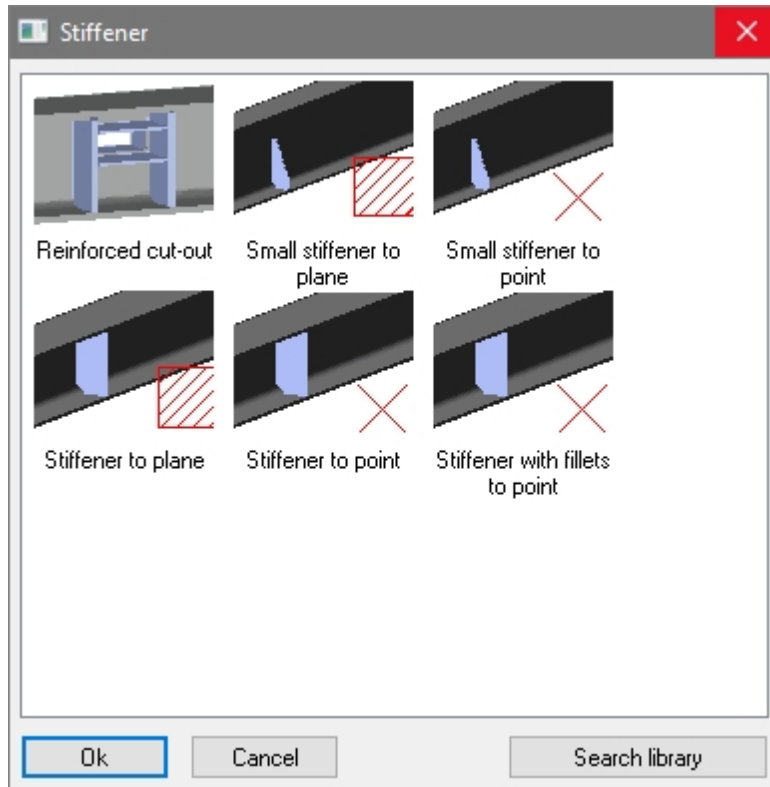 Stiffener
Reinforced cut-out
Small stiffener to
plane
Small stiffener to
point
Stiffener to plane
Stiffener to point
Stiffener with fillets
to point
Ok
Cancel
Search library